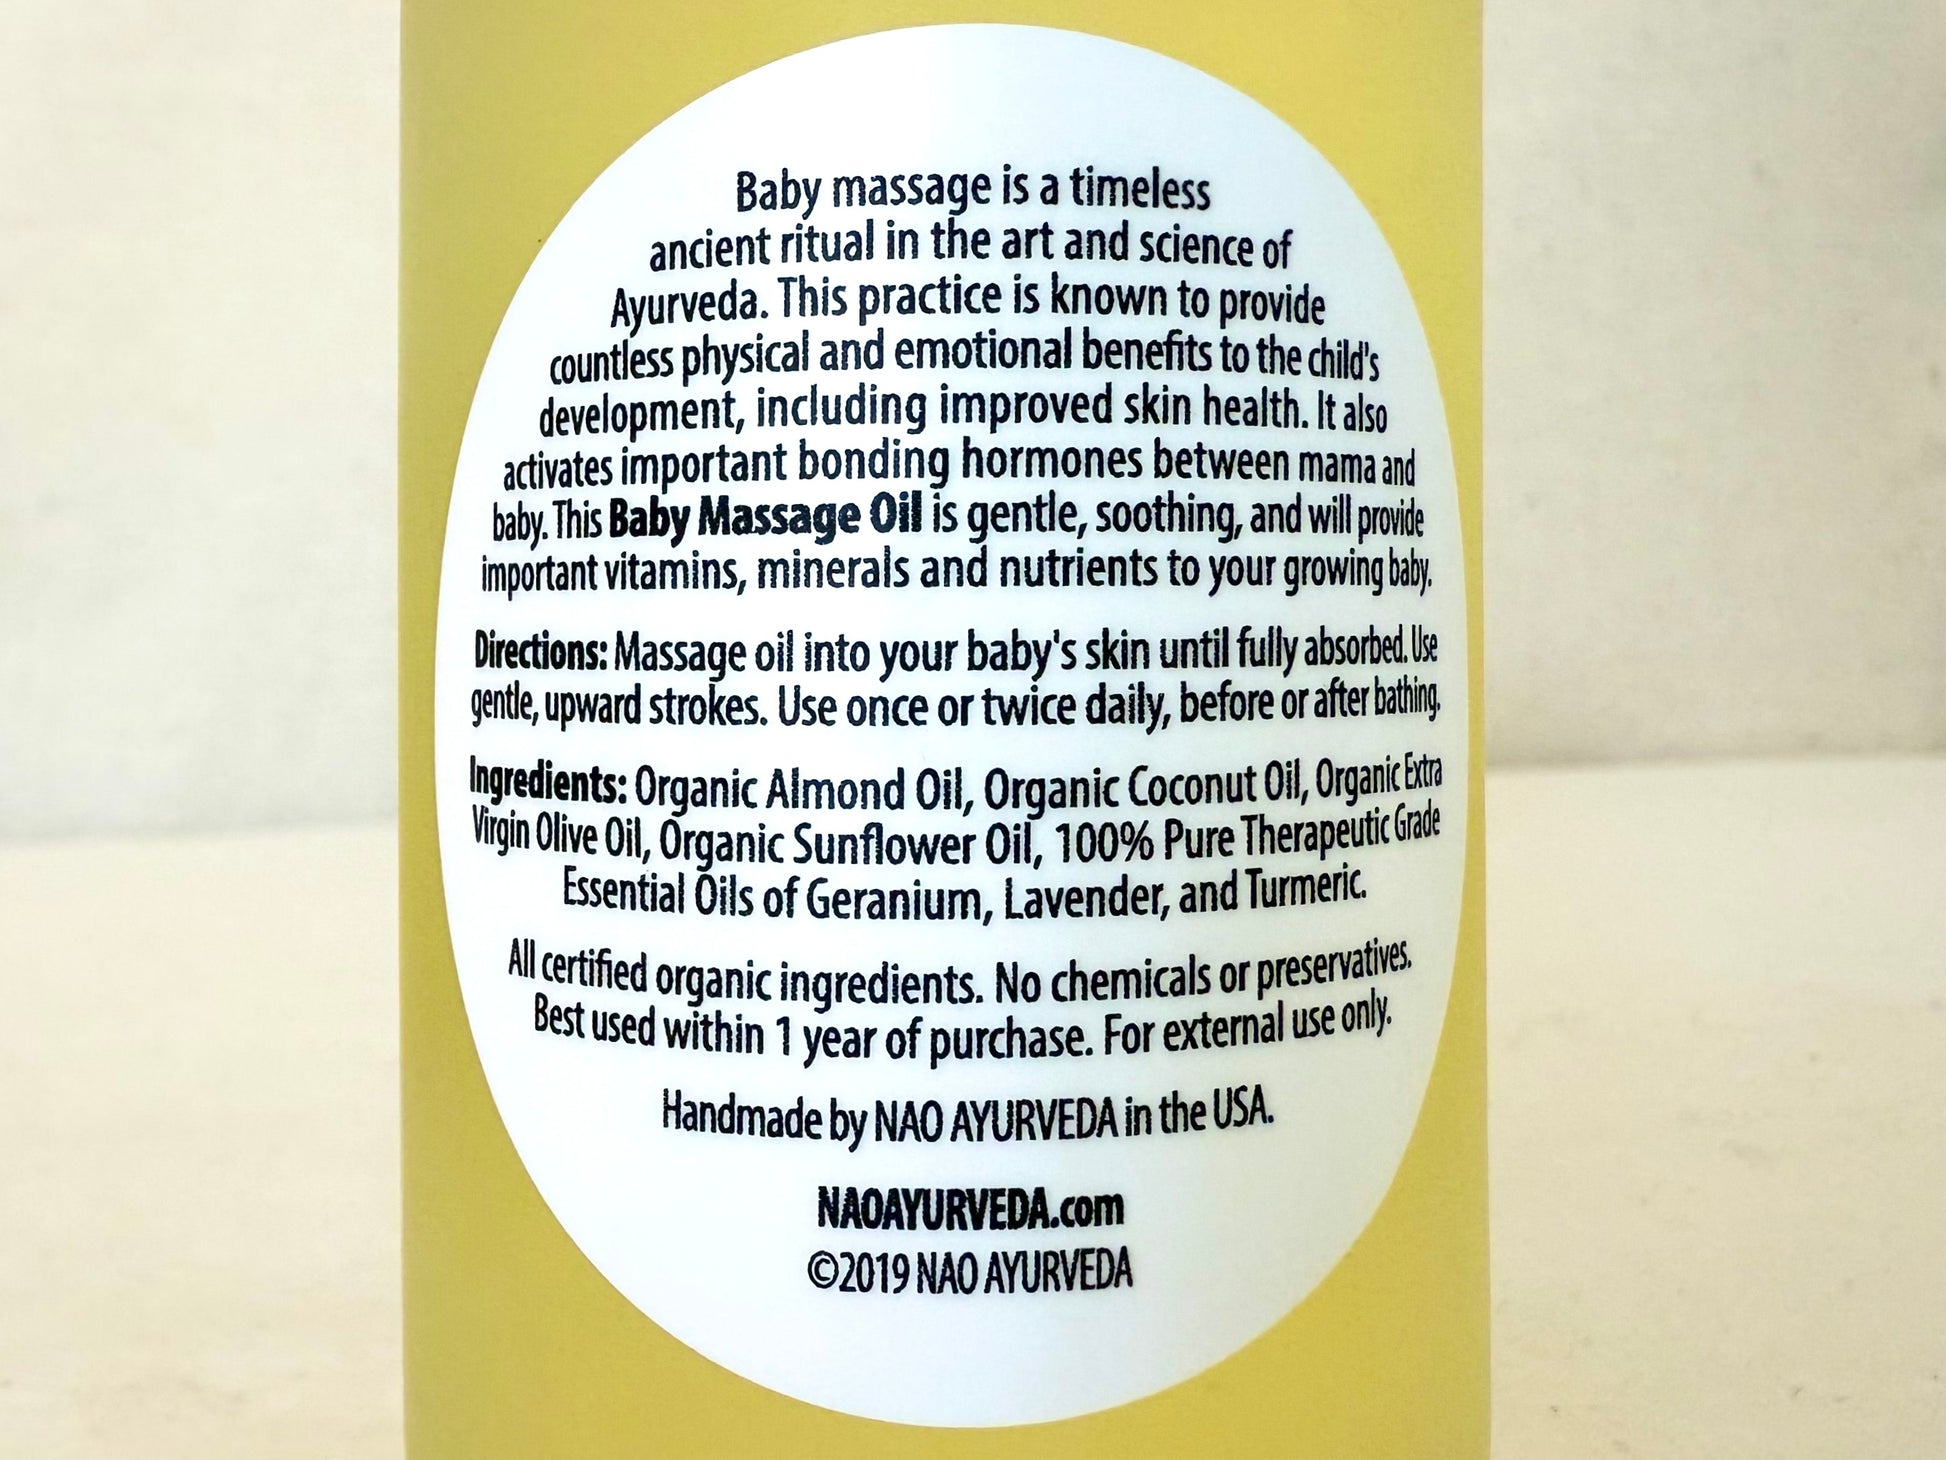 Baby massage is a timeless
ancient ritual in the art and science of
Ayurveda. This practice is known to provide
countless physical and emotional benefits to the child's
development, including improved skin health. It also
activates important bonding hormones between mama and
baby. This Baby Massage Oil is gentle, soothing, and will provide
important vitamins, minerals and nutrients to your growing baby.
Directions: Massage oil into your baby's skin until fully absorbed. Use
gentle, upward strokes. Use once or twice daily, before or after bathing.
Ingredients: Organic Almond Oil, Organic Coconut Oil, Organic Extra
Virgin Olive Oil, Organic Sunflower Oil, 100% Pure Therapeutic Grade
Essential Oils of Geranium, Lavender, and Turmeric.
All certified organic ingredients. No chemicals or preservatives.
Best used within 1 year of purchase. For external use only.
Handmade by NAO AYURVEDA in the USA.
NAOAYURVEDA.com
©2019 NAO AYURVEDA